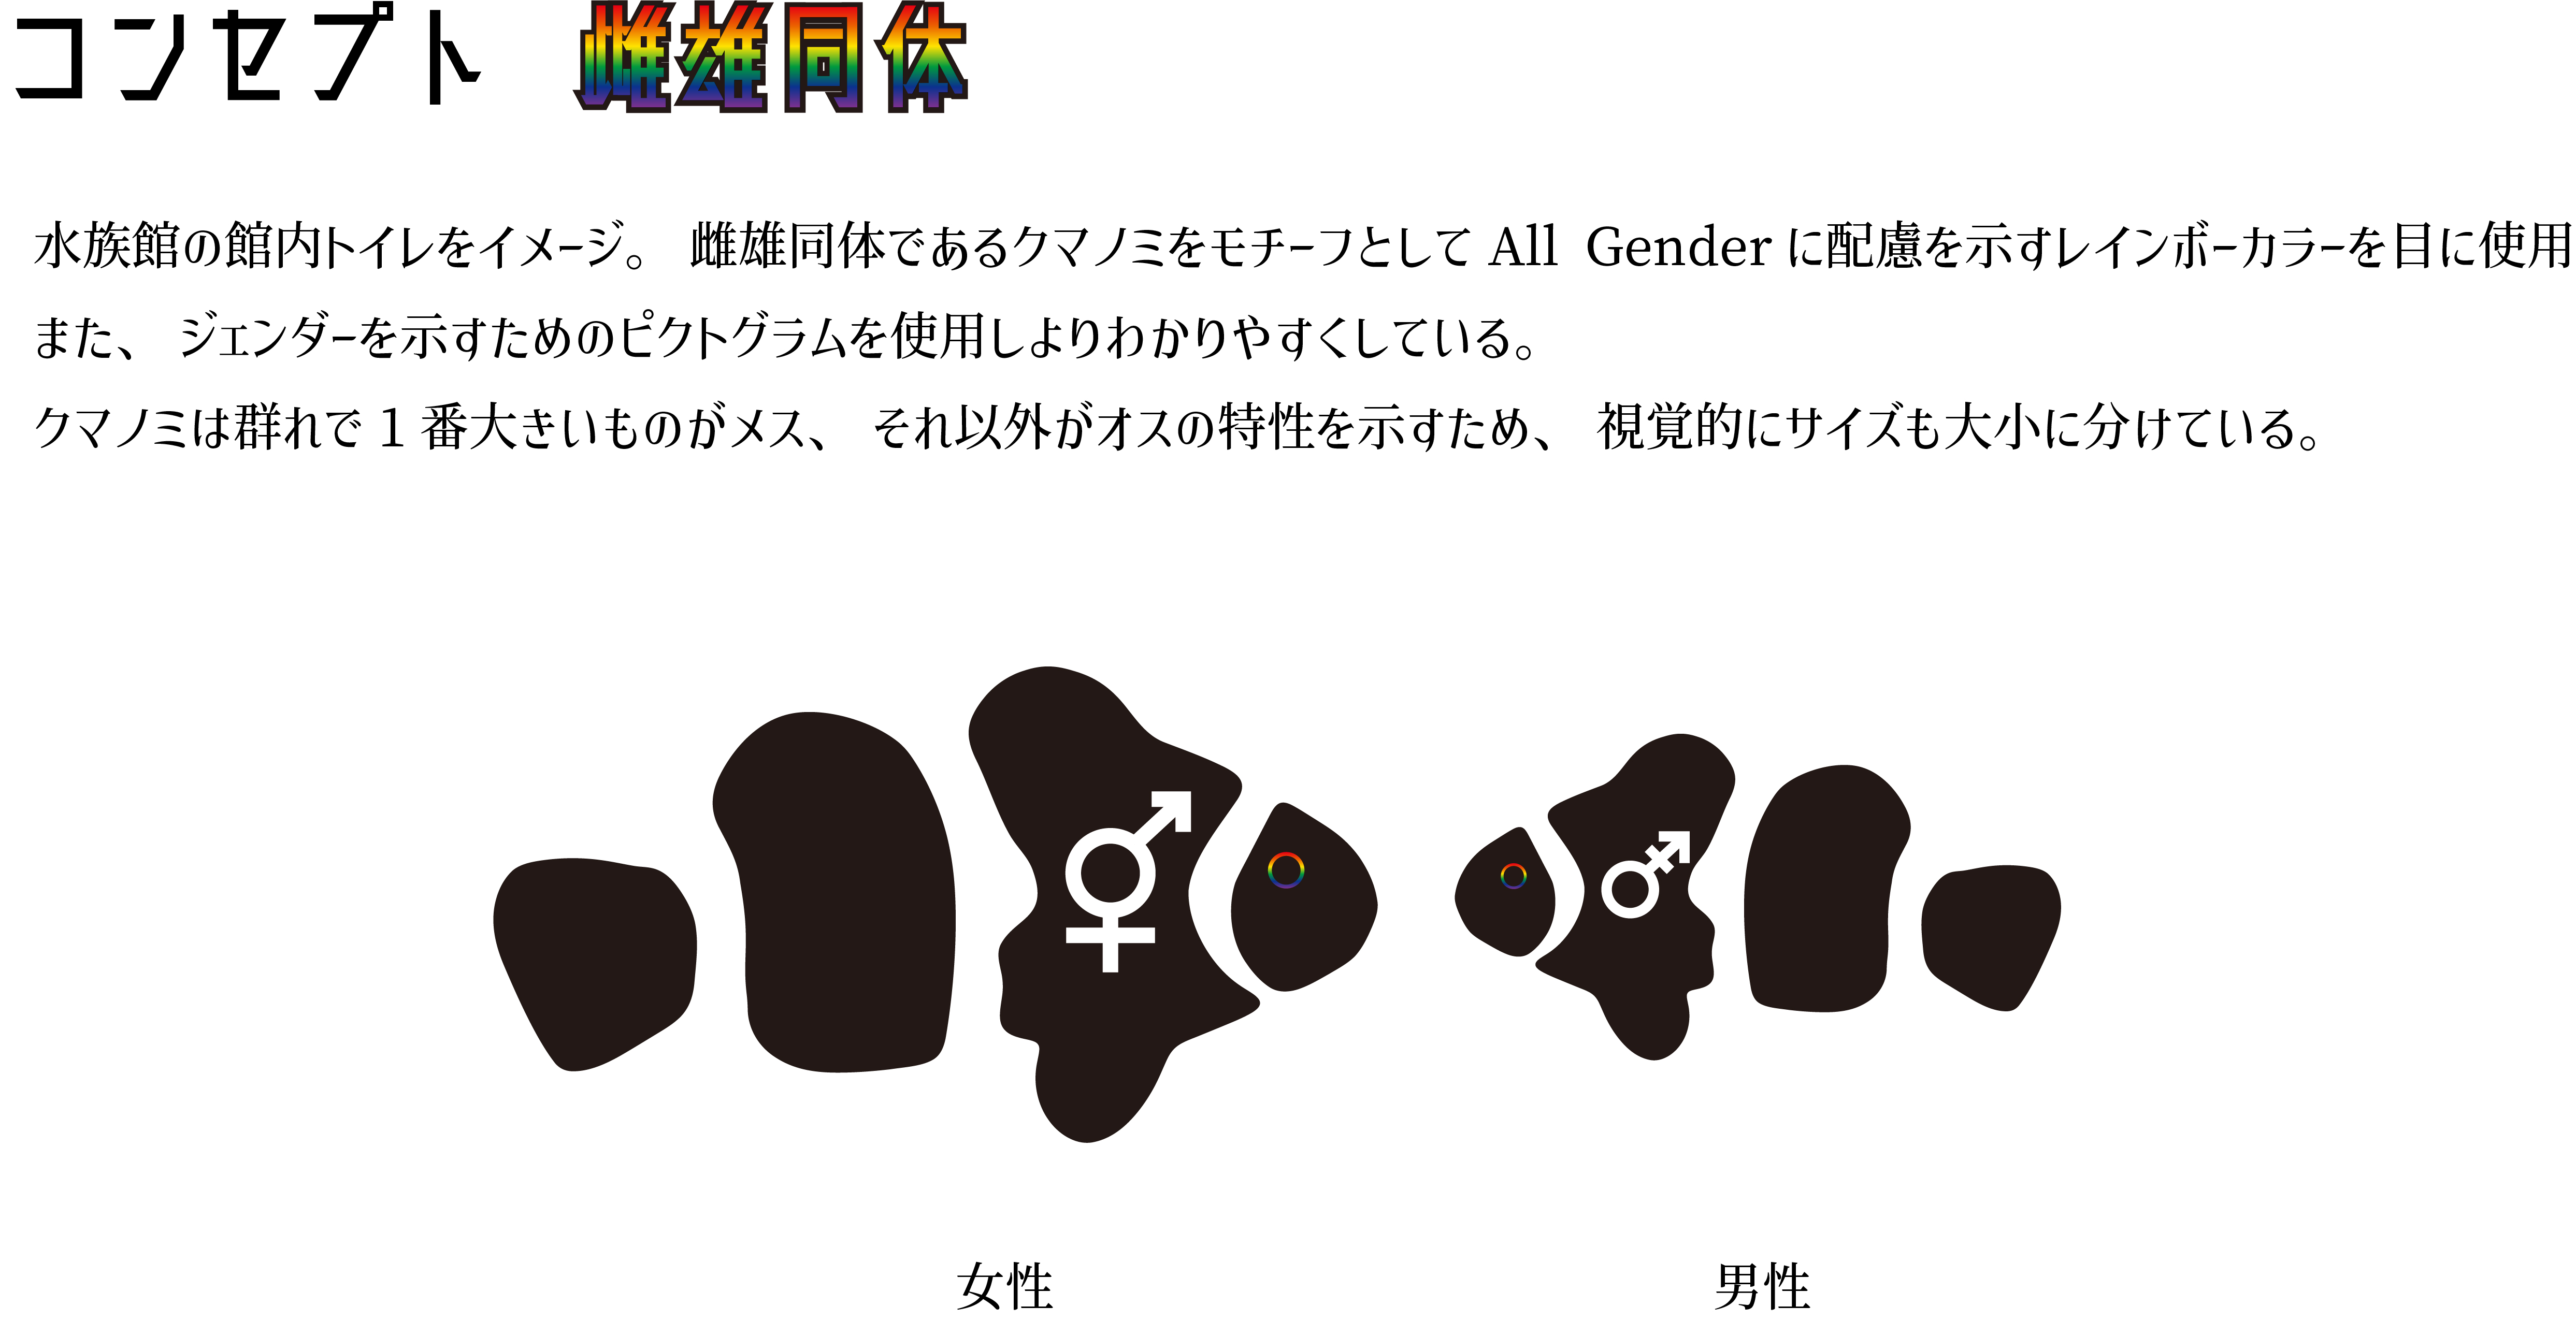 コンセプト 雌雄同体
水族館の館内トイレをイメージ。 雌雄同体であるクマノミをモチーフとして All Gender に配慮を示すレインボーカラーを目に使用
また、 ジェンダーを示すためのピクトグラムを使用しよりわかりやすくしている。
クマノミは群れで 1 番大きいものがメス、 それ以外がオスの特性を示すため、 視覚的にサイズも大小に分けている。
女性 男性